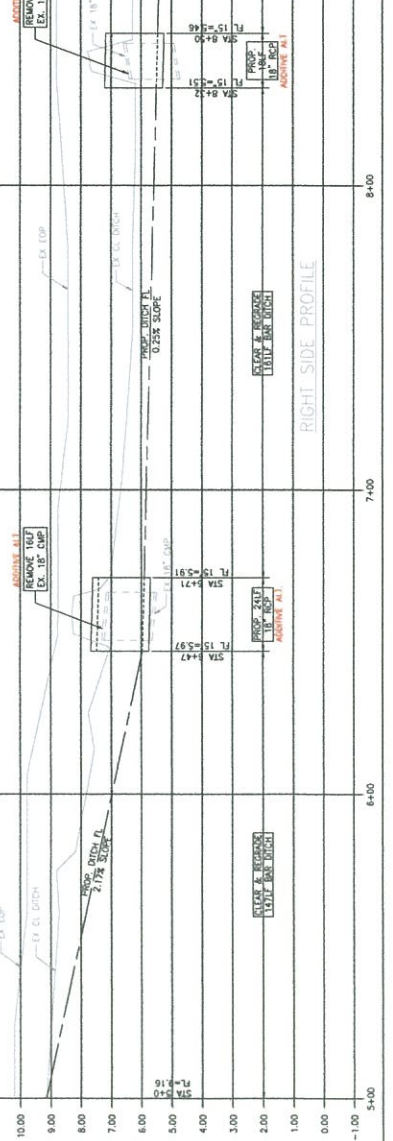 ADDITIVE ALT
REMOVE 16LF
EX. 18" CMP
EX EOP
EX CL DITCH
PROP. DITCH FL
2.17% SLOPE
EX. 18" CMP
PROP. DITCH FL
0.25% SLOPE
EX EOP
EX CL DITCH
STA 6+47
FL 15"=5.97
STA 6+71
FL 15"=5.91
STA 8+32
FL 15"=5.51
STA 8+50
FL 15"=5.46
CLEAR & REGRADE
147LF BAR DITCH
PROP. 24LF
18" RCP
ADDITIVE ALT
CLEAR & REGRADE
161LF BAR DITCH
PROP.
18LF
18" RCP
ADDITIVE ALT
RIGHT SIDE PROFILE
10.00
9.00
8.00
7.00
6.00
5.00
4.00
3.00
2.00
1.00
0.00
-1.00
5+00
6+00
7+00
8+00